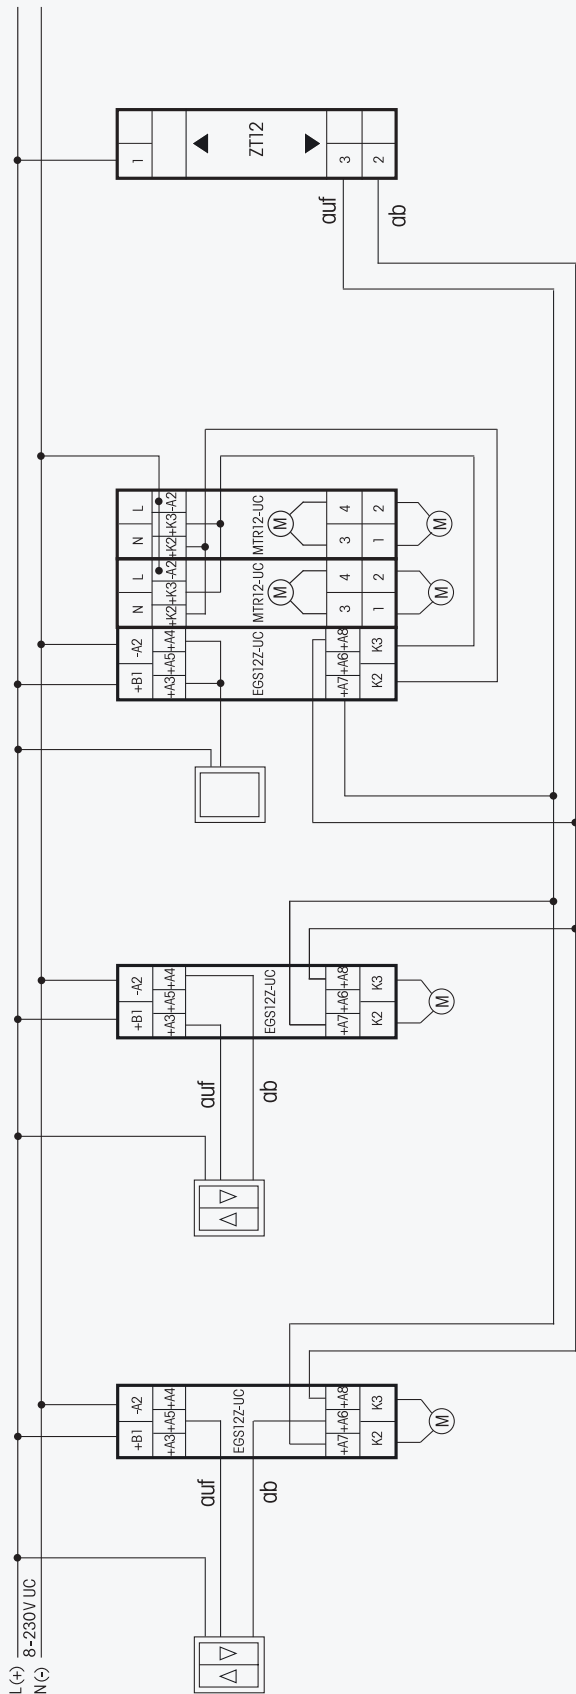 1
ZT12
3
2
auf
ab
L
-A2
+K3
N
+K2
MTR12-UC
M
4
3
2
1
M
L
-A2
+K3
N
+K2
MTR12-UC
M
4
3
2
1
M
-A2
+B1
+A4
+A5
+A3
EGS12Z-UC
+A8
+A6
+A7
K3
K2
-A2
+B1
+A4
+A5
+A3
EGS12Z-UC
+A8
+A6
+A7
K3
K2
M
auf
ab
-A2
+B1
+A4
+A5
+A3
EGS12Z-UC
+A8
+A6
+A7
K3
K2
M
auf
ab
L(+)
8-230V UC
N(-)